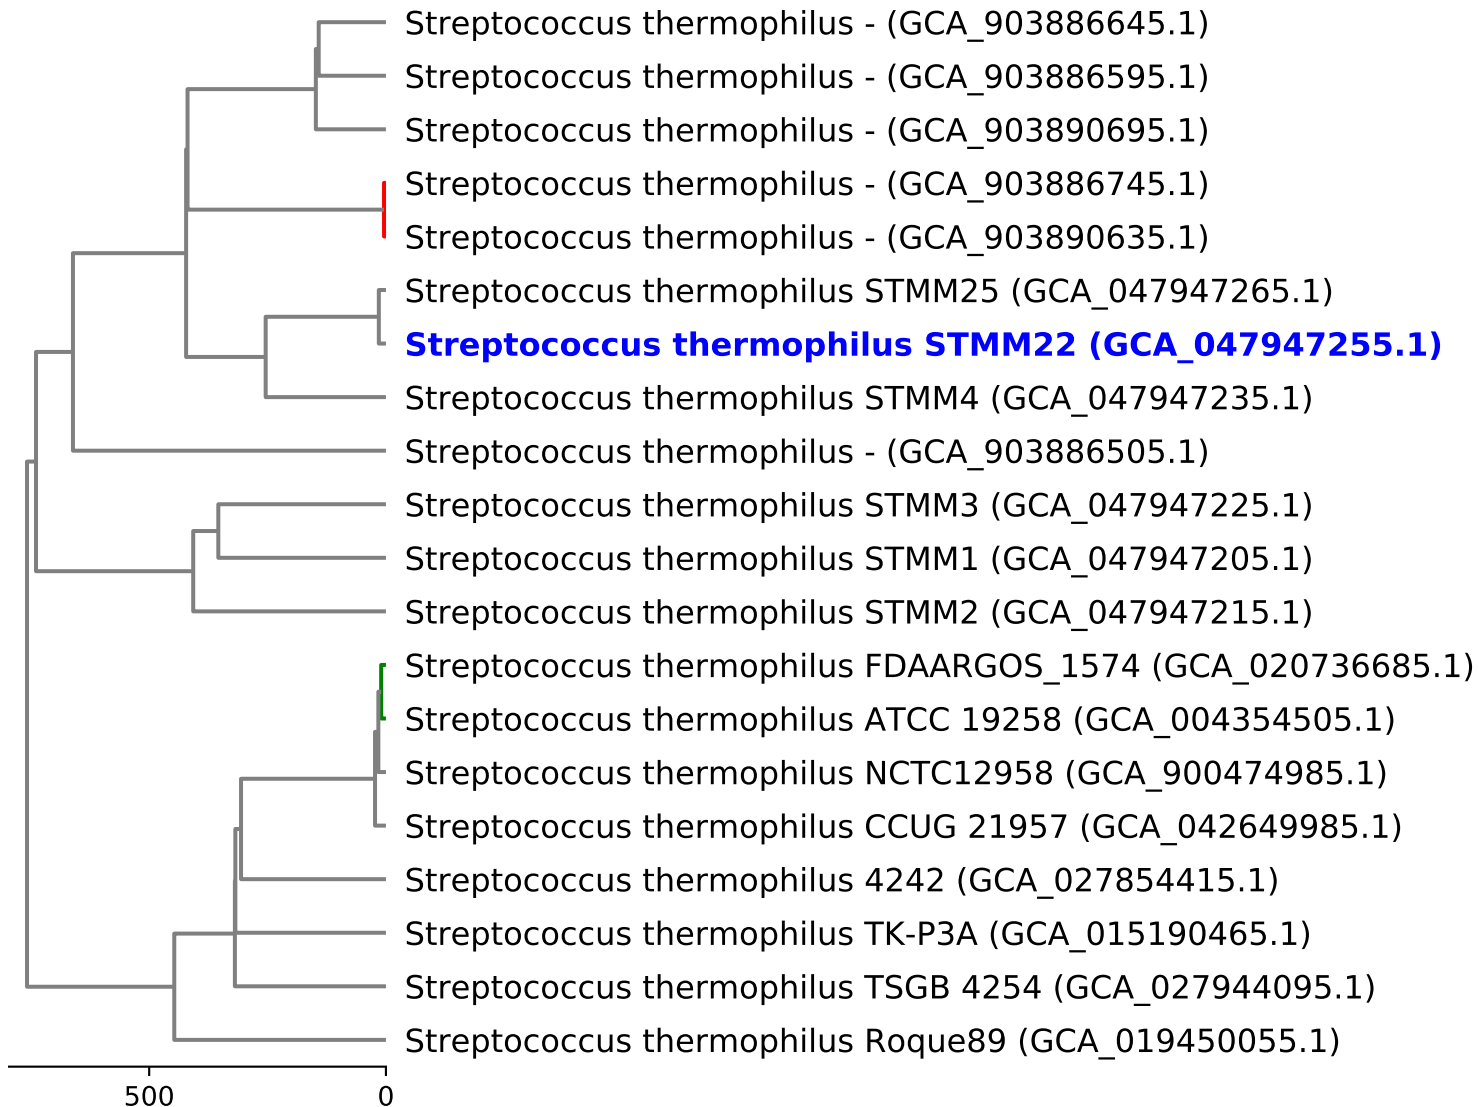 Streptococcus thermophilus - (GCA_903886645.1)
Streptococcus thermophilus - (GCA_903886595.1)
Streptococcus thermophilus - (GCA_903890695.1)
Streptococcus thermophilus - (GCA_903886745.1)
Streptococcus thermophilus - (GCA_903890635.1)
Streptococcus thermophilus STMM25 (GCA_047947265.1)
Streptococcus thermophilus STMM22 (GCA_047947255.1)
Streptococcus thermophilus STMM4 (GCA_047947235.1)
Streptococcus thermophilus - (GCA_903886505.1)
Streptococcus thermophilus STMM3 (GCA_047947225.1)
Streptococcus thermophilus STMM1 (GCA_047947205.1)
Streptococcus thermophilus STMM2 (GCA_047947215.1)
Streptococcus thermophilus FDAARGOS_1574 (GCA_020736685.1)
Streptococcus thermophilus ATCC 19258 (GCA_004354505.1)
Streptococcus thermophilus NCTC12958 (GCA_900474985.1)
Streptococcus thermophilus CCUG 21957 (GCA_042649985.1)
Streptococcus thermophilus 4242 (GCA_027854415.1)
Streptococcus thermophilus TK-P3A (GCA_015190465.1)
Streptococcus thermophilus TSGB 4254 (GCA_027944095.1)
Streptococcus thermophilus Roque89 (GCA_019450055.1)
500 0